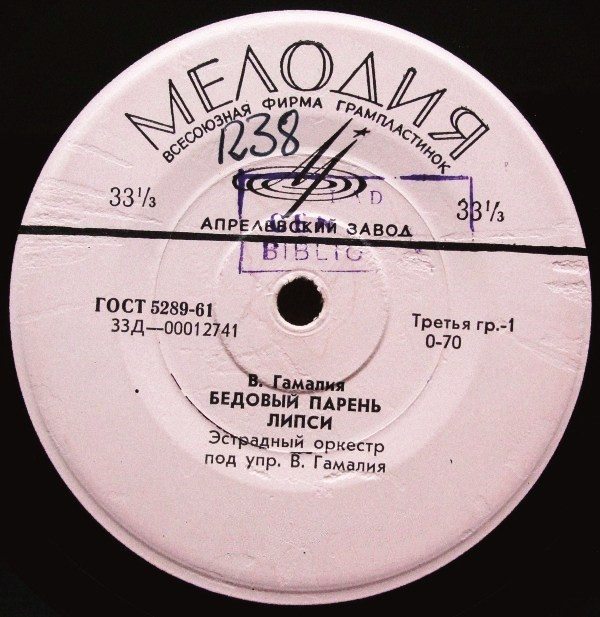 МЕЛОДИЯ
ВСЕСОЮЗНАЯ ФИРМА ГРАМПЛАСТИНОК
R38
33⅓
33⅓
АПРЕЛЕВСКИЙ ЗАВОД
BIBLIO
ГОСТ 5289-61
33Д—00012741
Третья гр.-1
0-70
В. Гамалия
БЕДОВЫЙ ПАРЕНЬ
ЛИПСИ
Эстрадный оркестр
под упр. В. Гамалия